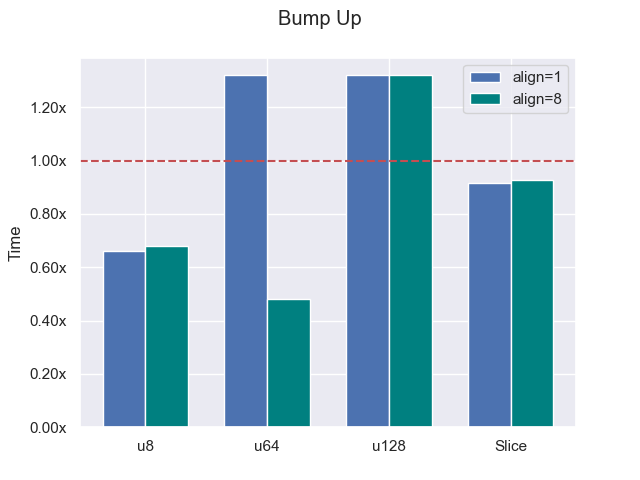 Bump Up
align=1
align=8
1.20x
1.00x
0.80x
0.60x
0.40x
0.20x
0.00x
Time
u8
u64
u128
Slice